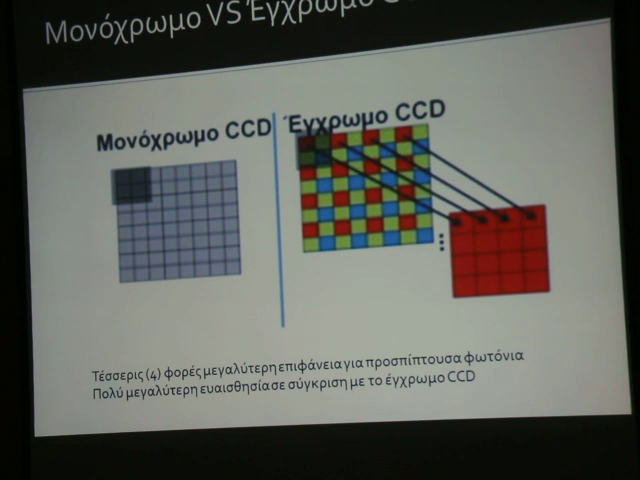 Μονόχρωμο VS Έγχρωμο
Μονόχρωμο CCD
Έγχρωμο CCD
...
Τέσσερις (4) φορές μεγαλύτερη επιφάνεια για προσπίπτουσα φωτόνια
Πολύ μεγαλύτερη ευαισθησία σε σύγκριση με το έγχρωμο CCD